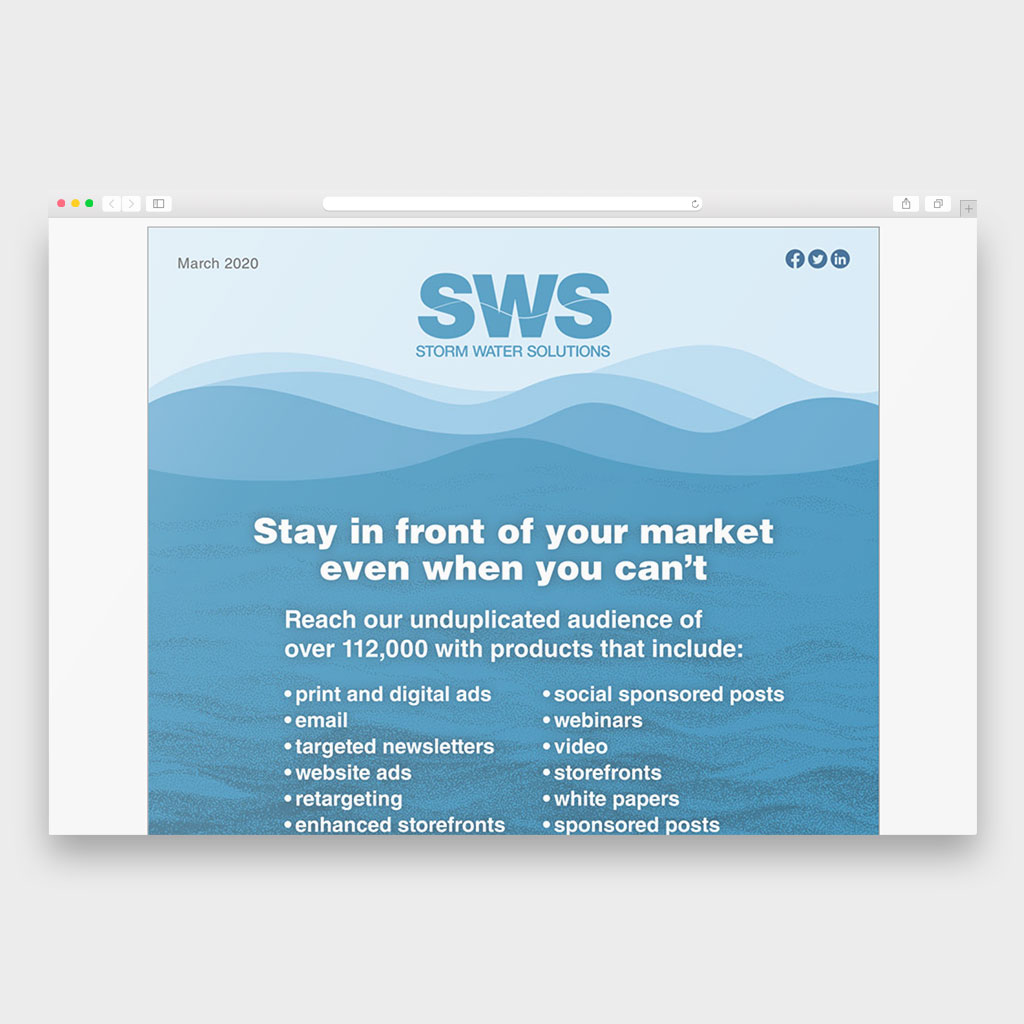 March 2020
SWS
STORM WATER SOLUTIONS
Stay in front of your market
even when you can’t
Reach our unduplicated audience of
over 112,000 with products that include:
• print and digital ads
• email
• targeted newsletters
• website ads
• retargeting
• enhanced storefronts
• social sponsored posts
• webinars
• video
• storefronts
• white papers
• sponsored posts